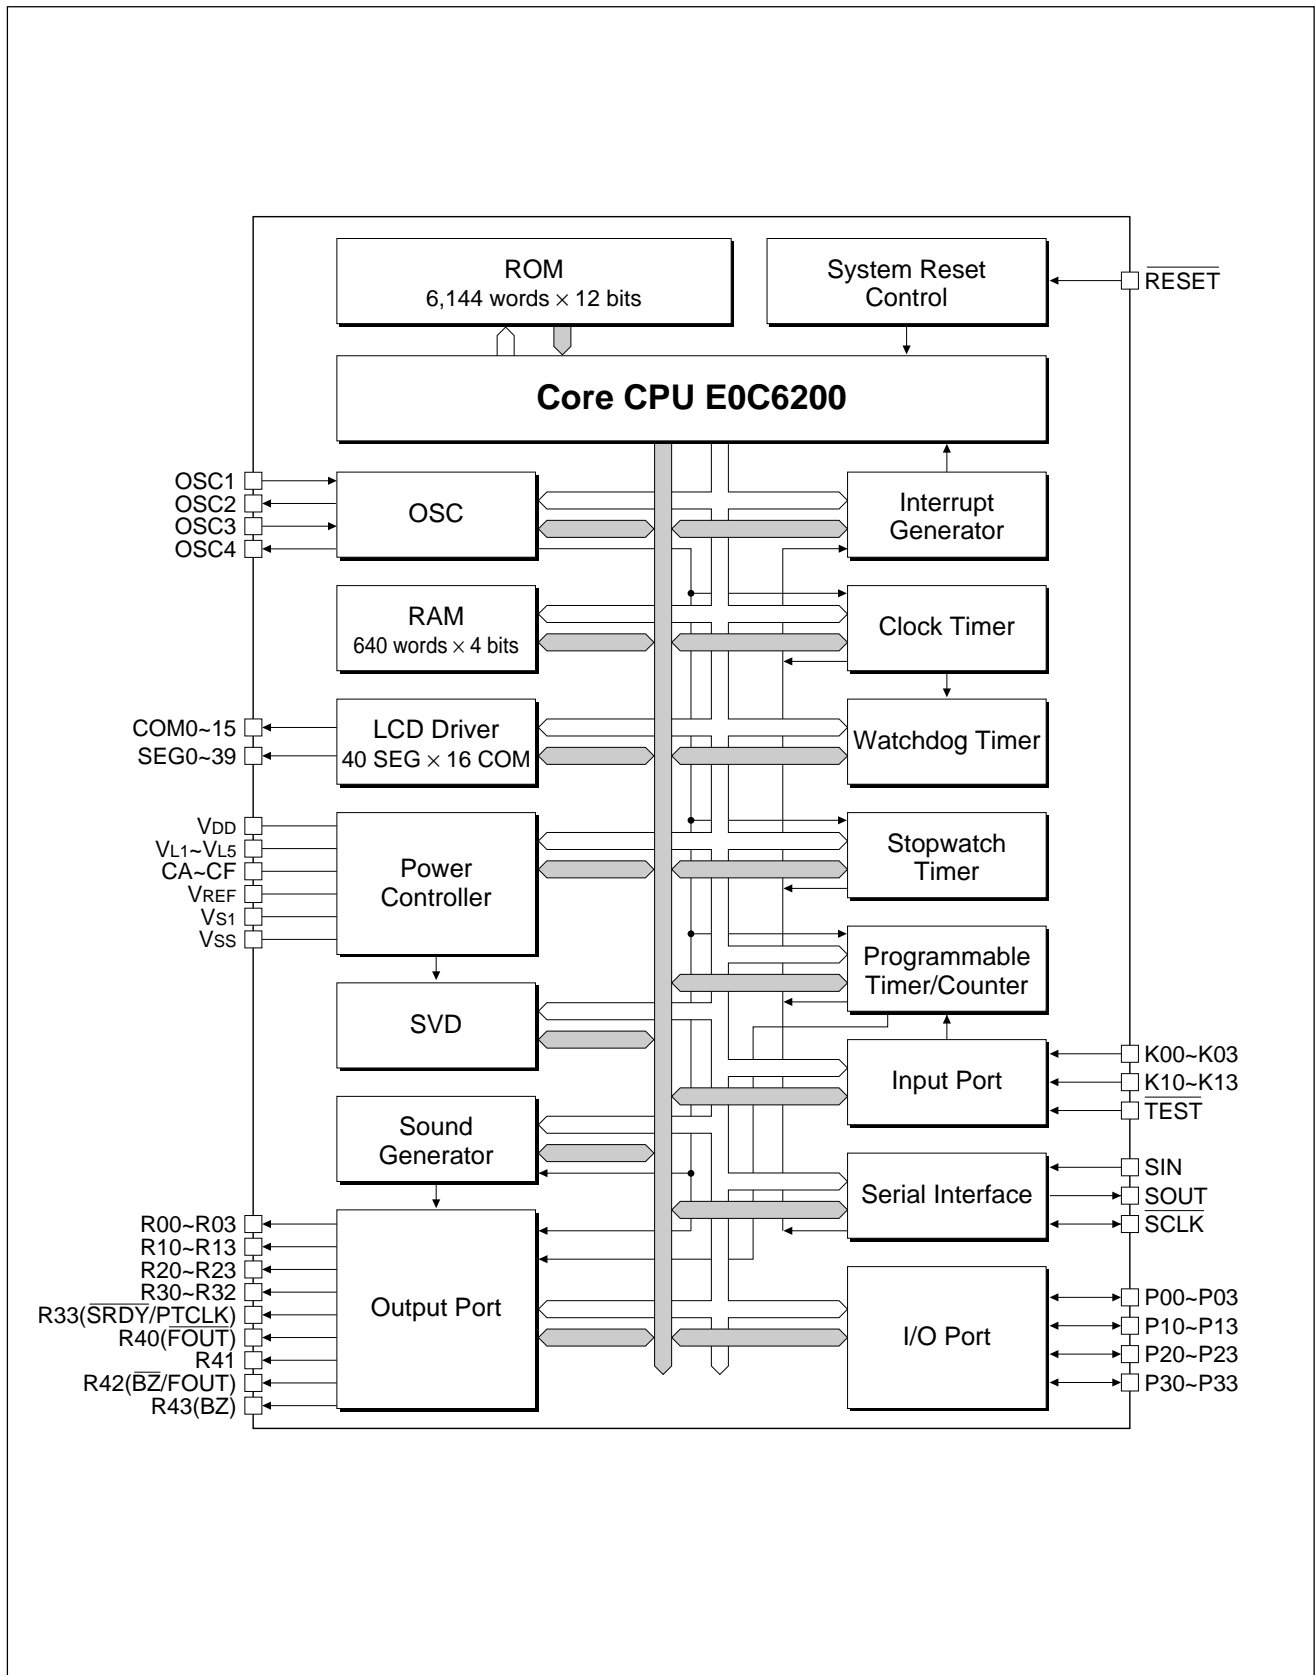 ROM
6,144 words × 12 bits
System Reset
Control
RESET
Core CPU E0C6200
OSC1
OSC2
OSC3
OSC4
OSC
Interrupt
Generator
RAM
640 words × 4 bits
Clock Timer
COM0~15
SEG0~39
LCD Driver
40 SEG × 16 COM
Watchdog Timer
VDD
VL1~VL5
CA~CF
VREF
VS1
VSS
Power
Controller
Stopwatch
Timer
Programmable
Timer/Counter
SVD
Input Port
K00~K03
K10~K13
TEST
Sound
Generator
Serial Interface
SIN
SOUT
SCLK
R00~R03
R10~R13
R20~R23
R30~R32
R33(SRDY/PTCLK)
R40(FOUT)
R41
R42(BZ/FOUT)
R43(BZ)
Output Port
I/O Port
P00~P03
P10~P13
P20~P23
P30~P33